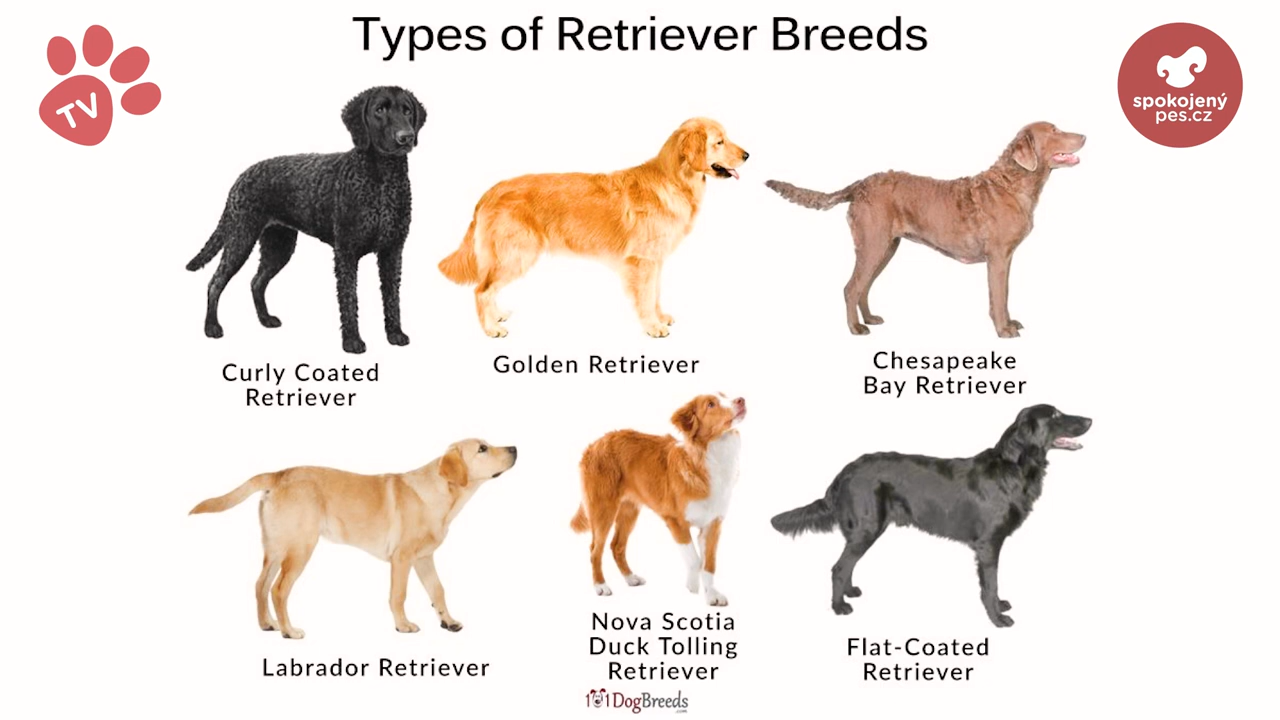 Types of Retriever Breeds
TV
spokojený
pes.cz
Curly Coated
Retriever
Golden Retriever
Chesapeake
Bay Retriever
Labrador Retriever
Nova Scotia
Duck Tolling
Retriever
Flat-Coated
Retriever
101DogBreeds
.com